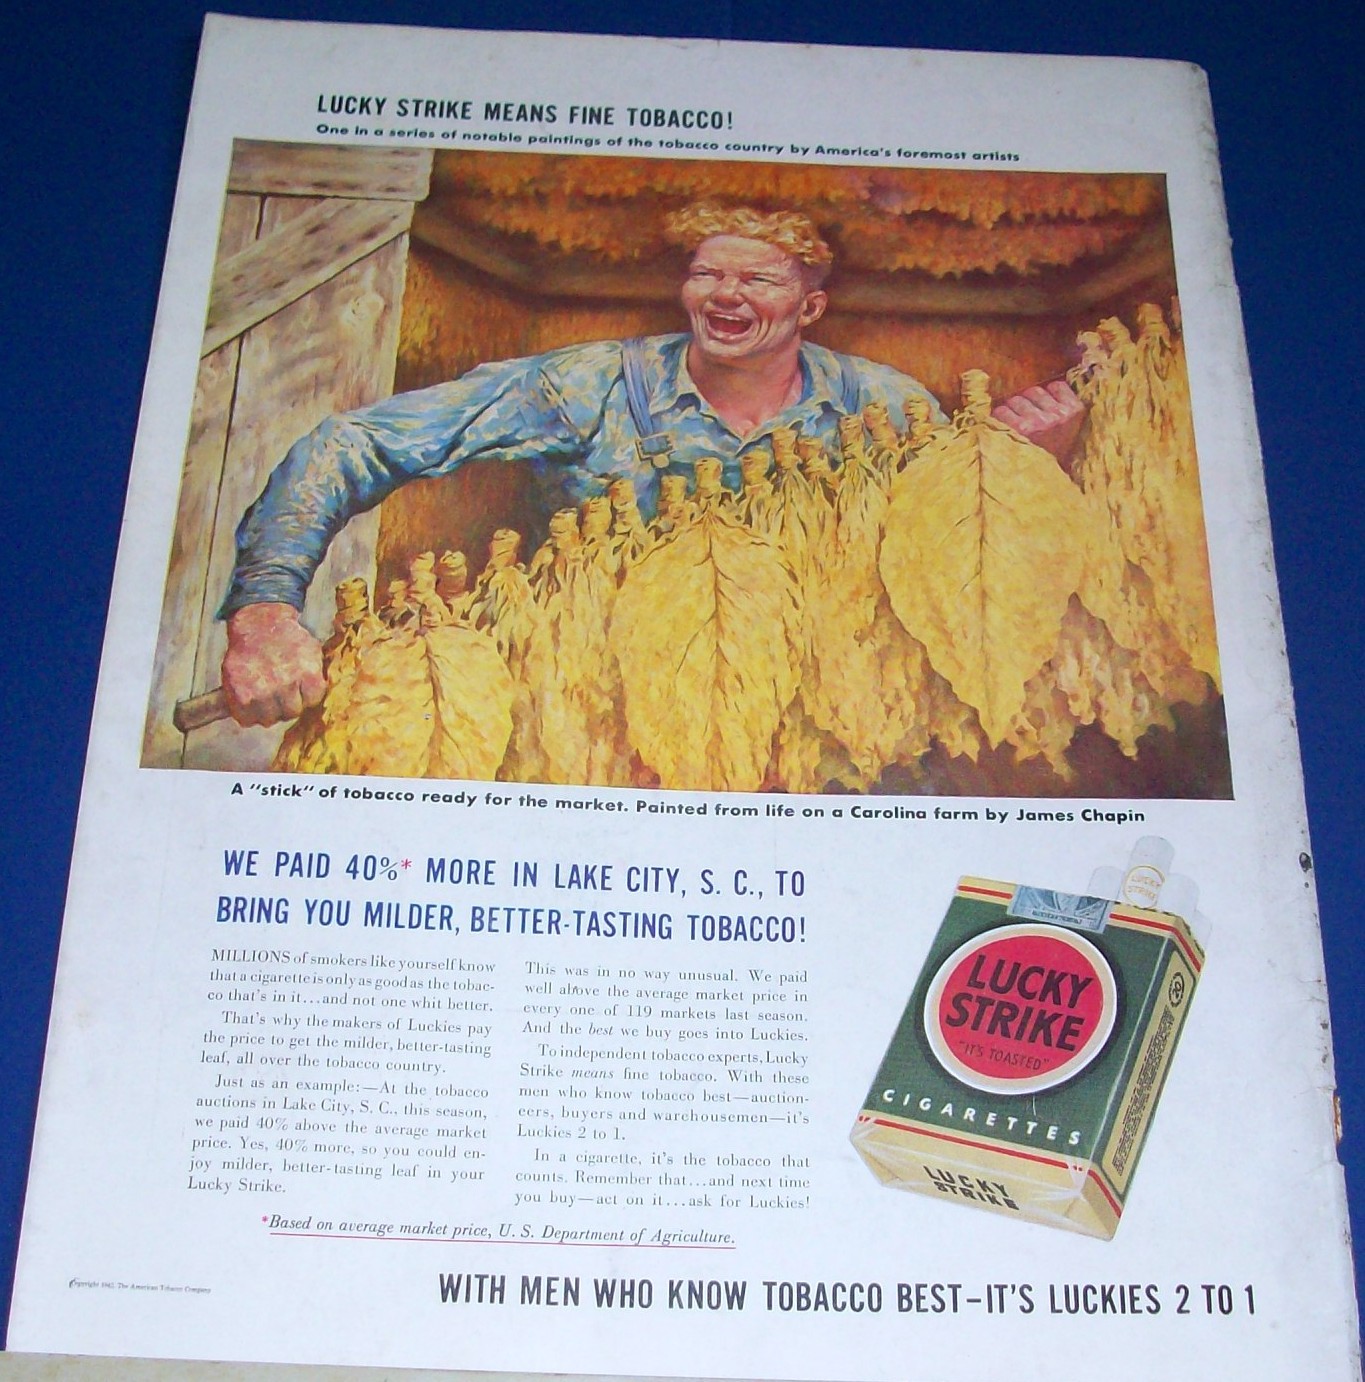 LUCKY STRIKE MEANS FINE TOBACCO!
One in a series of notable paintings of the tobacco country by America's foremost artists
A "stick" of tobacco ready for the market. Painted from life on a Carolina farm by James Chapin
WE PAID 40%* MORE IN LAKE CITY, S. C., TO
BRING YOU MILDER, BETTER-TASTING TOBACCO!
MILLIONS of smokers like yourself know
that a cigarette is only as good as the tobac-
co that's in it...and not one whit better.
That's why the makers of Luckies pay
the price to get the milder, better-tasting
leaf, all over the tobacco country.
Just as an example:—At the tobacco
auctions in Lake City, S. C., this season,
we paid 40% above the average market
price. Yes, 40% more, so you could en-
joy milder, better-tasting leaf in your
Lucky Strike.
This was in no way unusual. We paid
well above the average market price in
every one of 119 markets last season.
And the best we buy goes into Luckies.
To independent tobacco experts, Lucky
Strike means fine tobacco. With these
men who know tobacco best—auction-
eers, buyers and warehousemen—it's
Luckies 2 to 1.
In a cigarette, it's the tobacco that
counts. Remember that...and next time
you buy—act on it...ask for Luckies!
*Based on average market price, U. S. Department of Agriculture.
LUCKY
STRIKE
20
LUCKY
STRIKE
"IT'S TOASTED"
CIGARETTES
LUCKY
STRIKE
Copyright 1942, The American Tobacco Company
WITH MEN WHO KNOW TOBACCO BEST–IT'S LUCKIES 2 TO 1